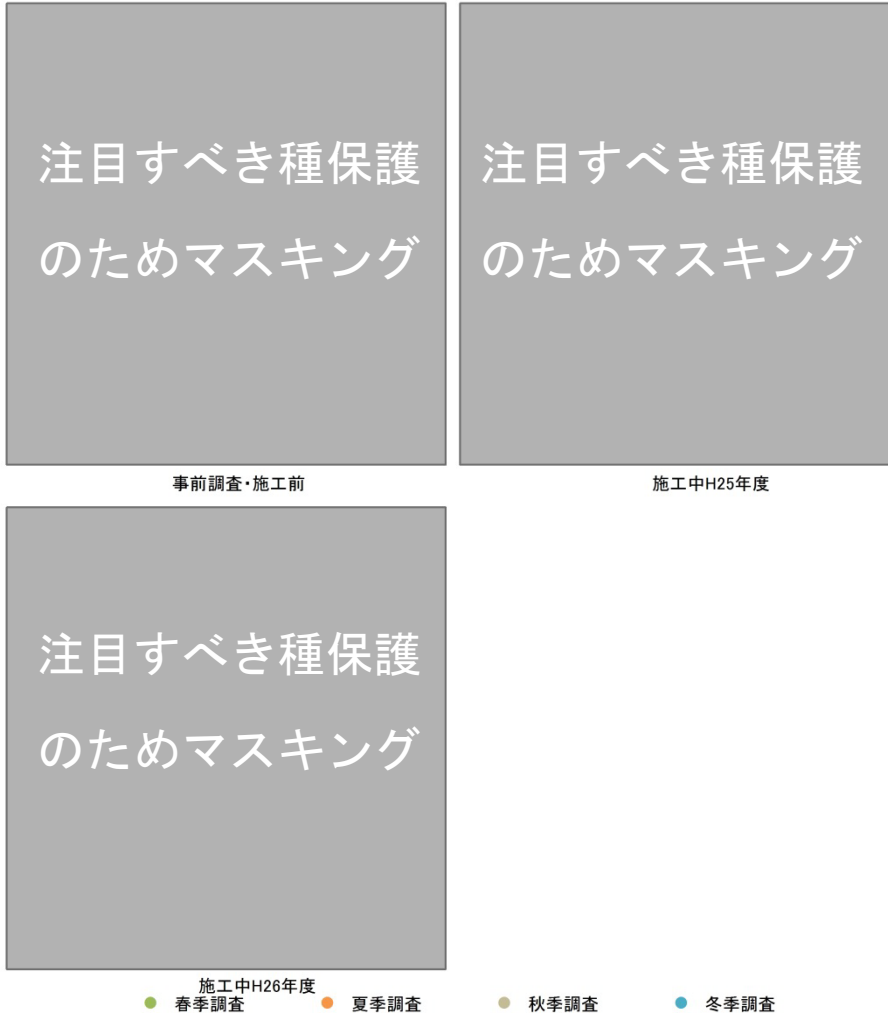 注目すべき種保護
のためマスキング
注目すべき種保護
のためマスキング
事前調査・施工前
施工中H25年度
注目すべき種保護
のためマスキング
施工中H26年度
春季調査
夏季調査
秋季調査
冬季調査